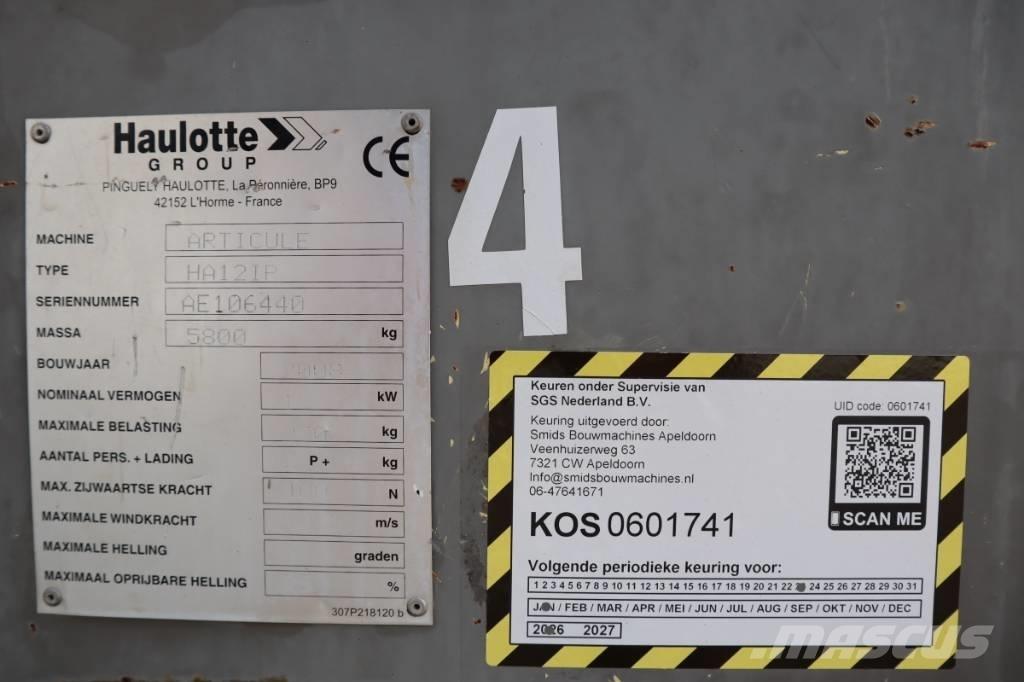 Haulotte
GROUP
CE
PINGUELY HAULOTTE, La Péronnière, BP9
42152 L'Horme - France
MACHINE ARTICULE
TYPE HA12IP
SERIENNUMMER AE106440
MASSA 5800 kg
BOUWJAAR
NOMINAAL VERMOGEN kW
MAXIMALE BELASTING kg
AANTAL PERS. + LADING P + kg
MAX. ZIJWAARTSE KRACHT N
MAXIMALE WINDKRACHT m/s
MAXIMALE HELLING graden
MAXIMAAL OPRIJBARE HELLING %
307P218120 b
4
Keuren onder Supervisie van
SGS Nederland B.V.
UID code: 0601741
Keuring uitgevoerd door:
Smids Bouwmachines Apeldoorn
Veenhuizerweg 63
7321 CW Apeldoorn
Info@smidsbouwmachines.nl
06-47641671
SCAN ME
KOS 0601741
Volgende periodieke keuring voor:
1 2 3 4 5 6 7 8 9 10 11 12 13 14 15 16 17 18 19 20 21 22 23 24 25 26 27 28 29 30 31
JAN / FEB / MAR / APR / MEI / JUN / JUL / AUG / SEP / OKT / NOV / DEC
2026 2027
MASCUS